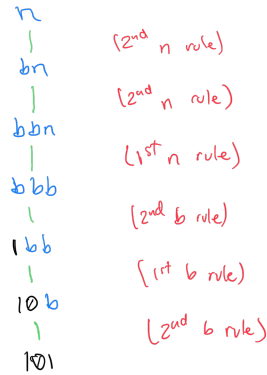 n
(2nd n rule)
bn
(2nd n rule)
bbn
(1st n rule)
bbb
(2nd b rule)
1bb
(1st b rule)
10b
(2nd b rule)
101